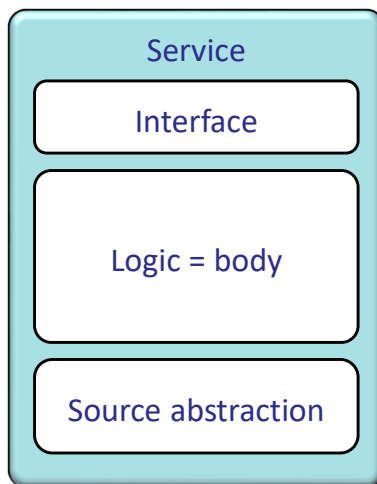 Service
Interface
Logic = body
Source abstraction